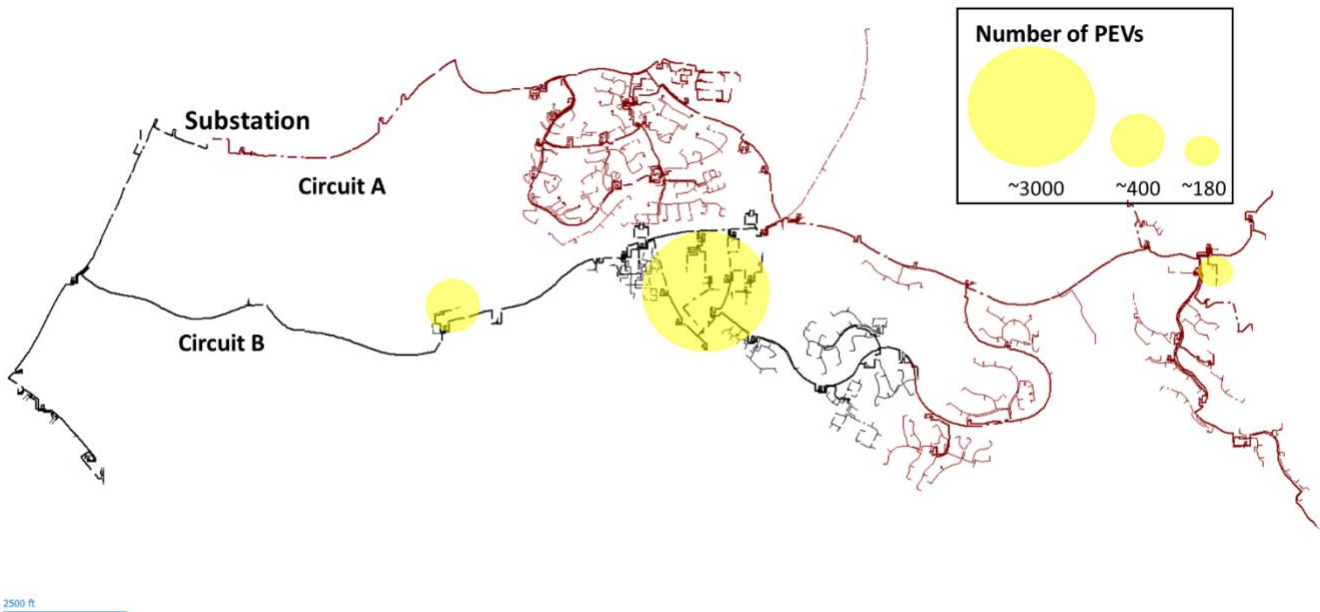 Number of PEVs
~3000
~400
~180
Substation
Circuit A
Circuit B
2500 ft